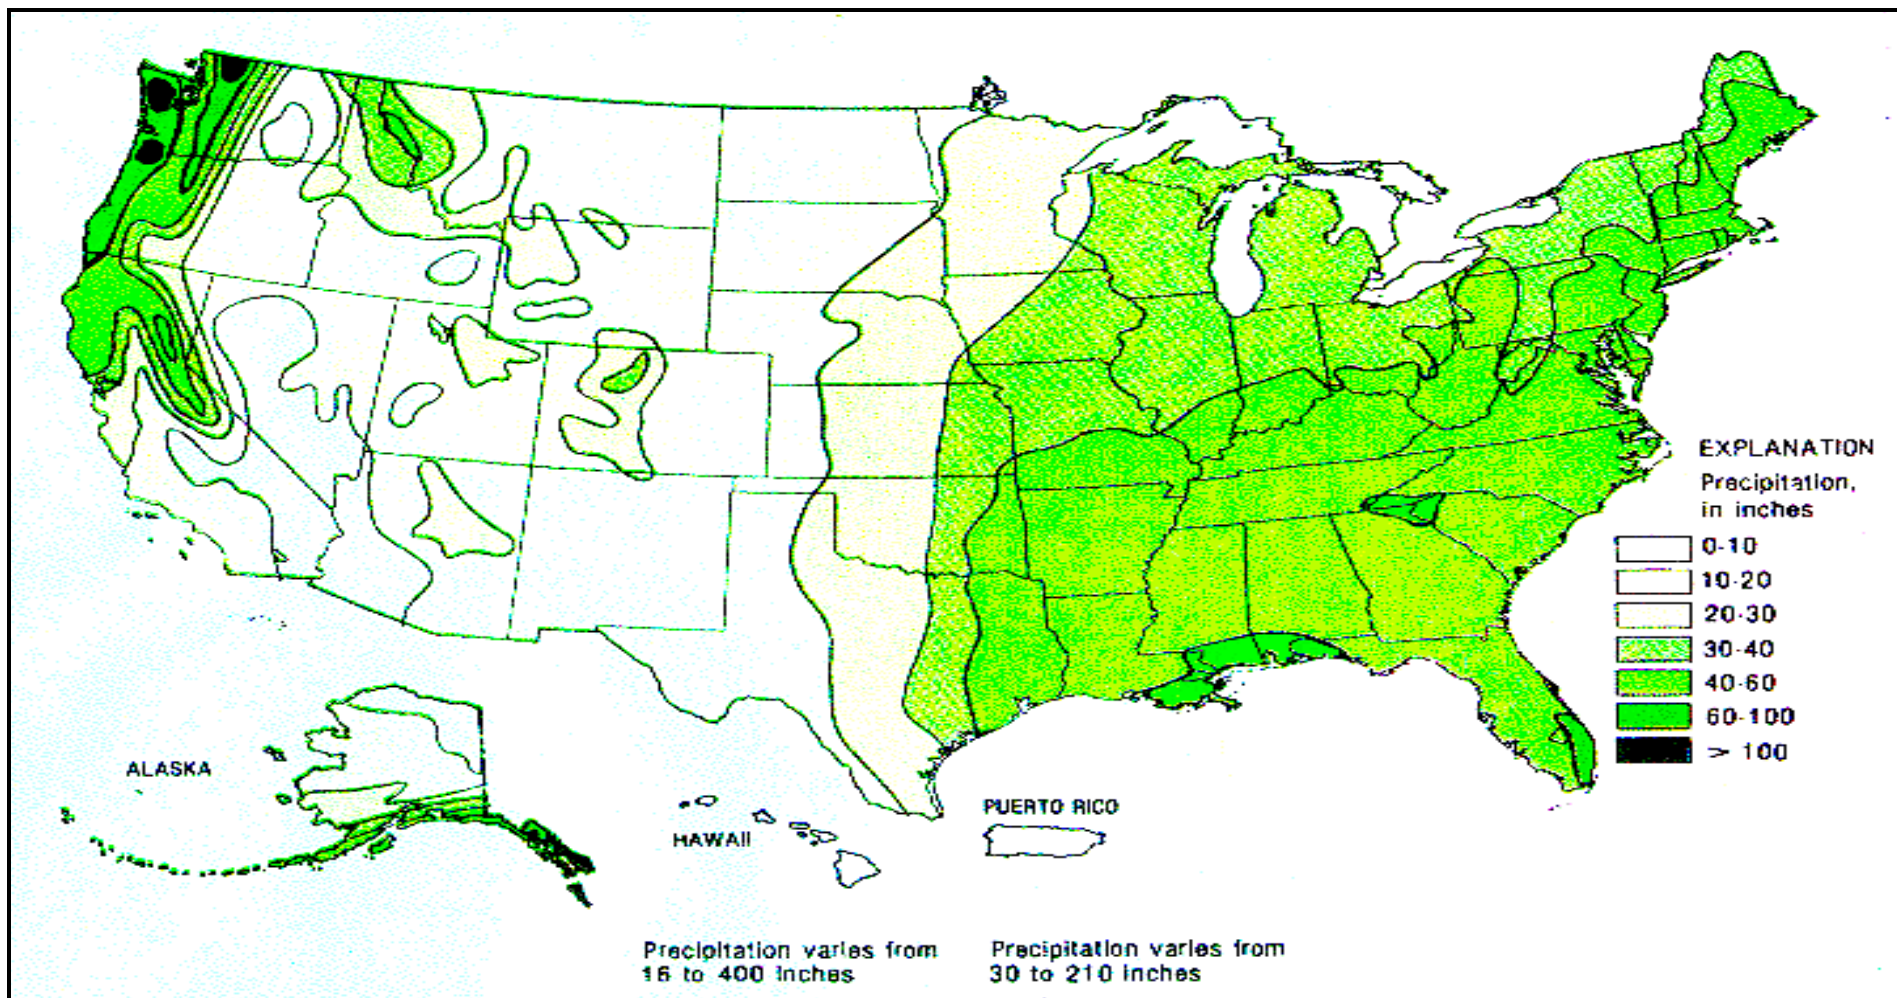 EXPLANATION
Precipitation,
in inches
0-10
10-20
20-30
30-40
40-60
60-100
> 100
ALASKA
HAWAII
PUERTO RICO
Precipitation varies from
16 to 400 inches
Precipitation varies from
30 to 210 inches